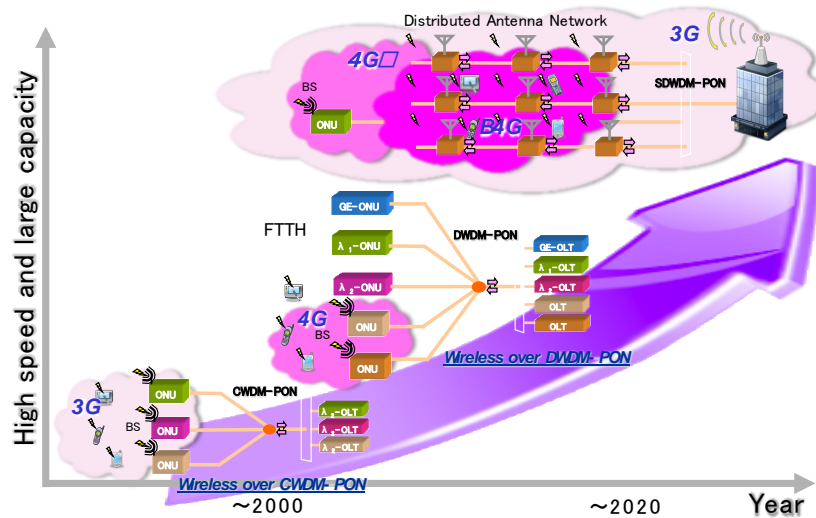 High speed and large capacity
Distributed Antenna Network
3G
4G□
BS
ONU
B4G
SDWDM-PON
FTTH
GE-ONU
λ1-ONU
λ2-ONU
DWDM-PON
GE-OLT
λ1-OLT
λ2-OLT
OLT
OLT
4G
BS
ONU
ONU
Wireless over DWDM- PON
3G
BS
ONU
ONU
ONU
CWDM-PON
-OLT
-OLT
-OLT
Wireless over CWDM- PON
～2000
～2020
Year